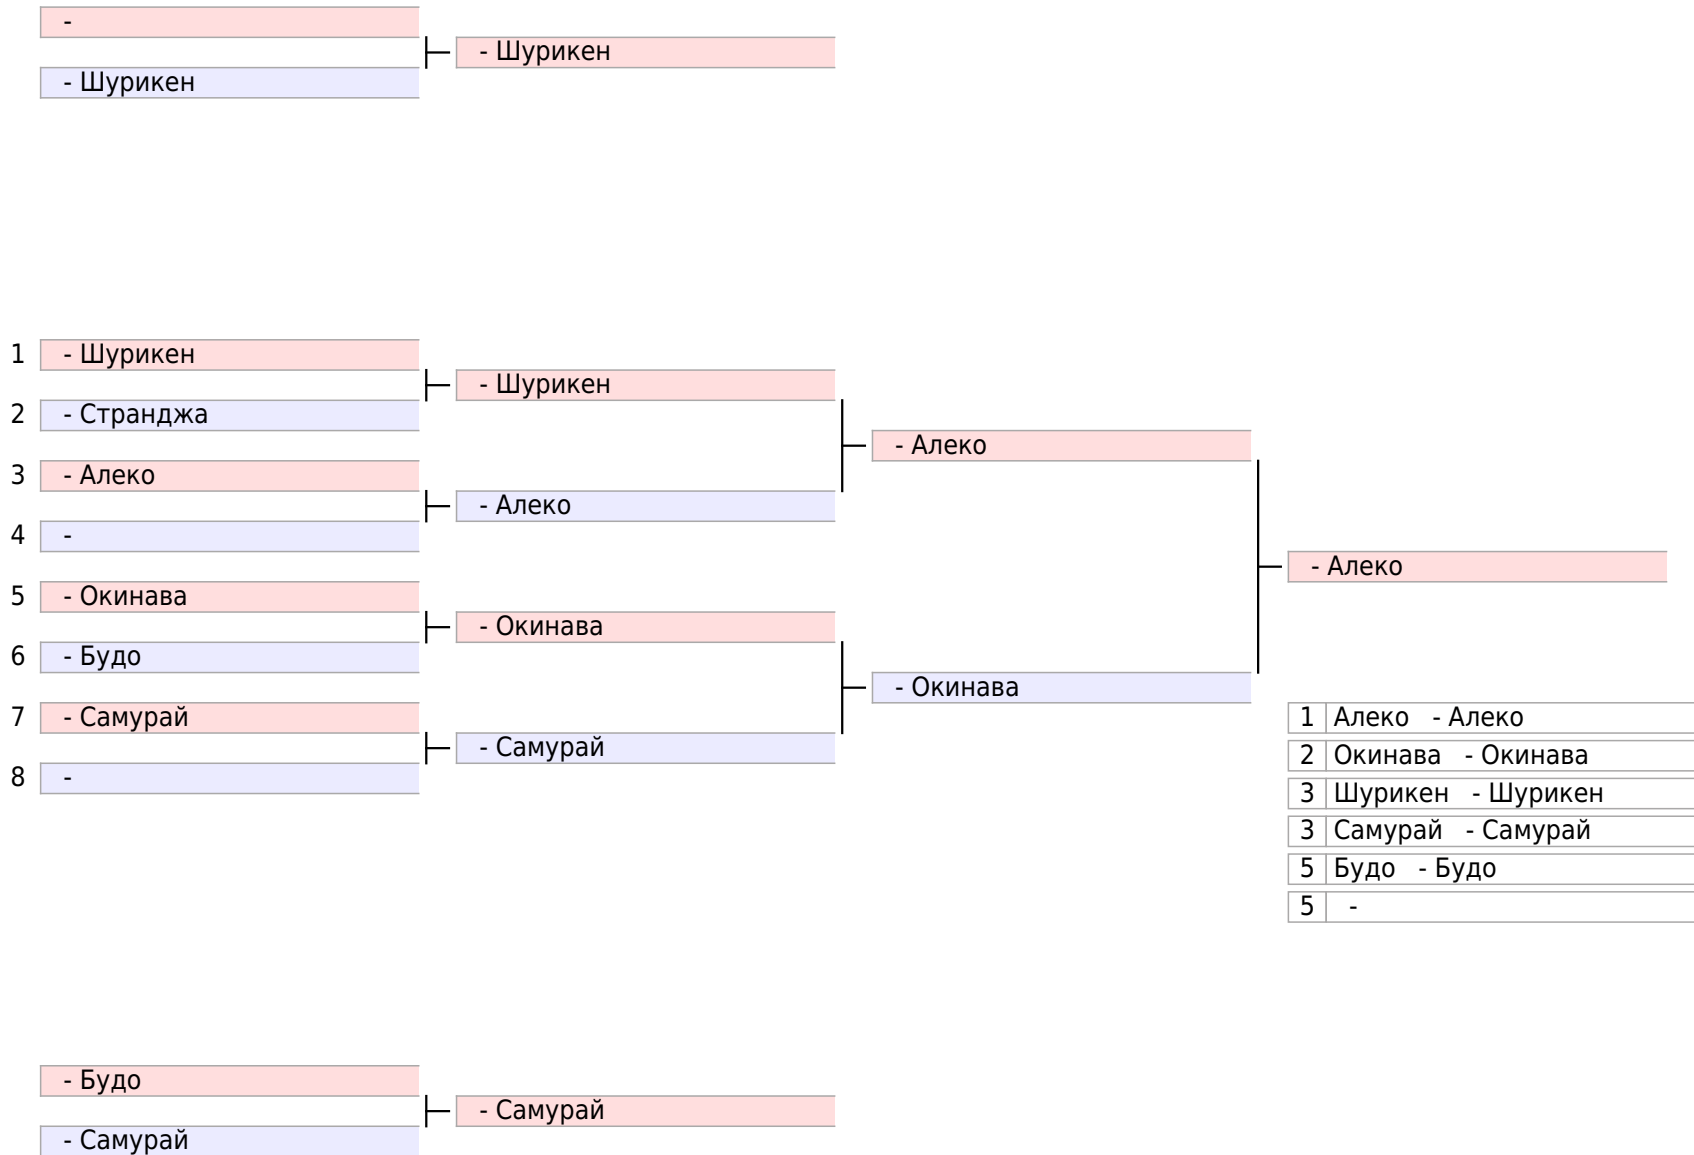 -
- Шурикен
- Шурикен
1 - Шурикен
- Шурикен
2 - Странджа
- Алеко
3 - Алеко
- Алеко
4 -
- Алеко
5 - Окинава
- Окинава
6 - Будо
- Окинава
7 - Самурай
- Самурай
8 -
1 Алеко - Алеко
2 Окинава - Окинава
3 Шурикен - Шурикен
3 Самурай - Самурай
5 Будо - Будо
5 -
- Будо
- Самурай
- Самурай